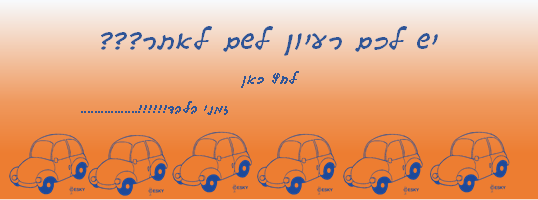 יש לכם רעיון לשם לאתר???
לחצו כאן
זמני בלבד!!!!!!.................